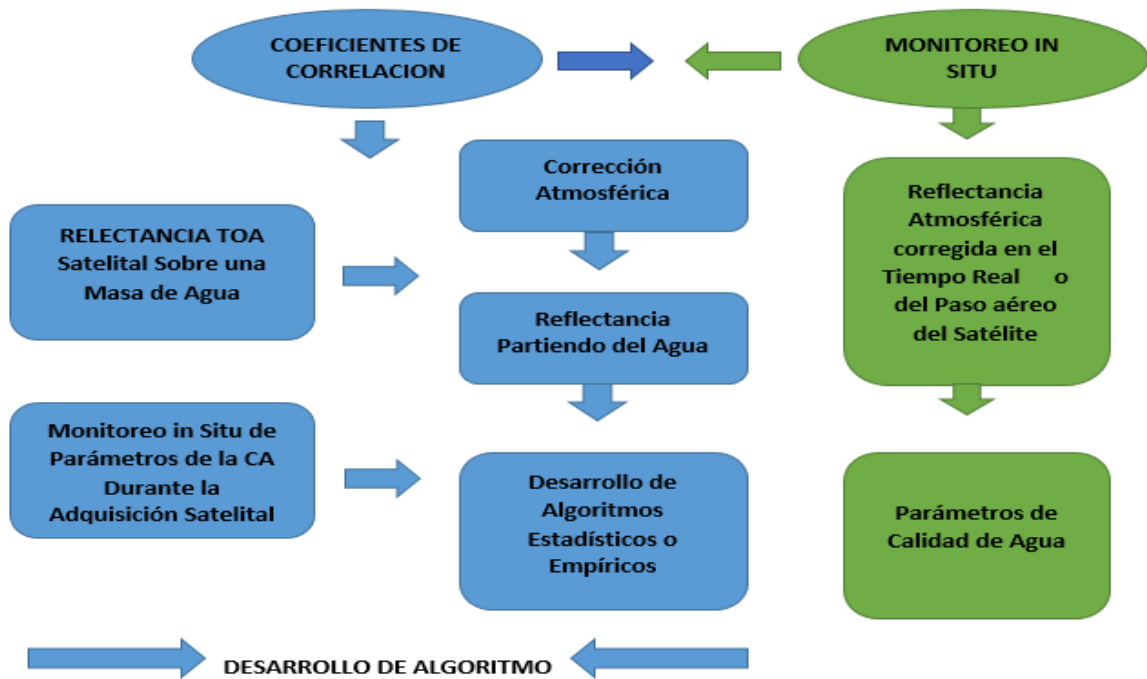 COEFICIENTES DE
CORRELACION
MONITOREO IN
SITU
Corrección
Atmosférica
RELECTANCIA TOA
Satelital Sobre una
Masa de Agua
Reflectancia
Partiendo del Agua
Monitoreo in Situ de
Parámetros de la CA
Durante la
Adquisición Satelital
Desarrollo de
Algoritmos
Estadísticos o
Empíricos
Reflectancia
Atmosférica
corregida en el
Tiempo Real o
del Paso aéreo
del Satélite
Parámetros de
Calidad de Agua
DESARROLLO DE ALGORITMO